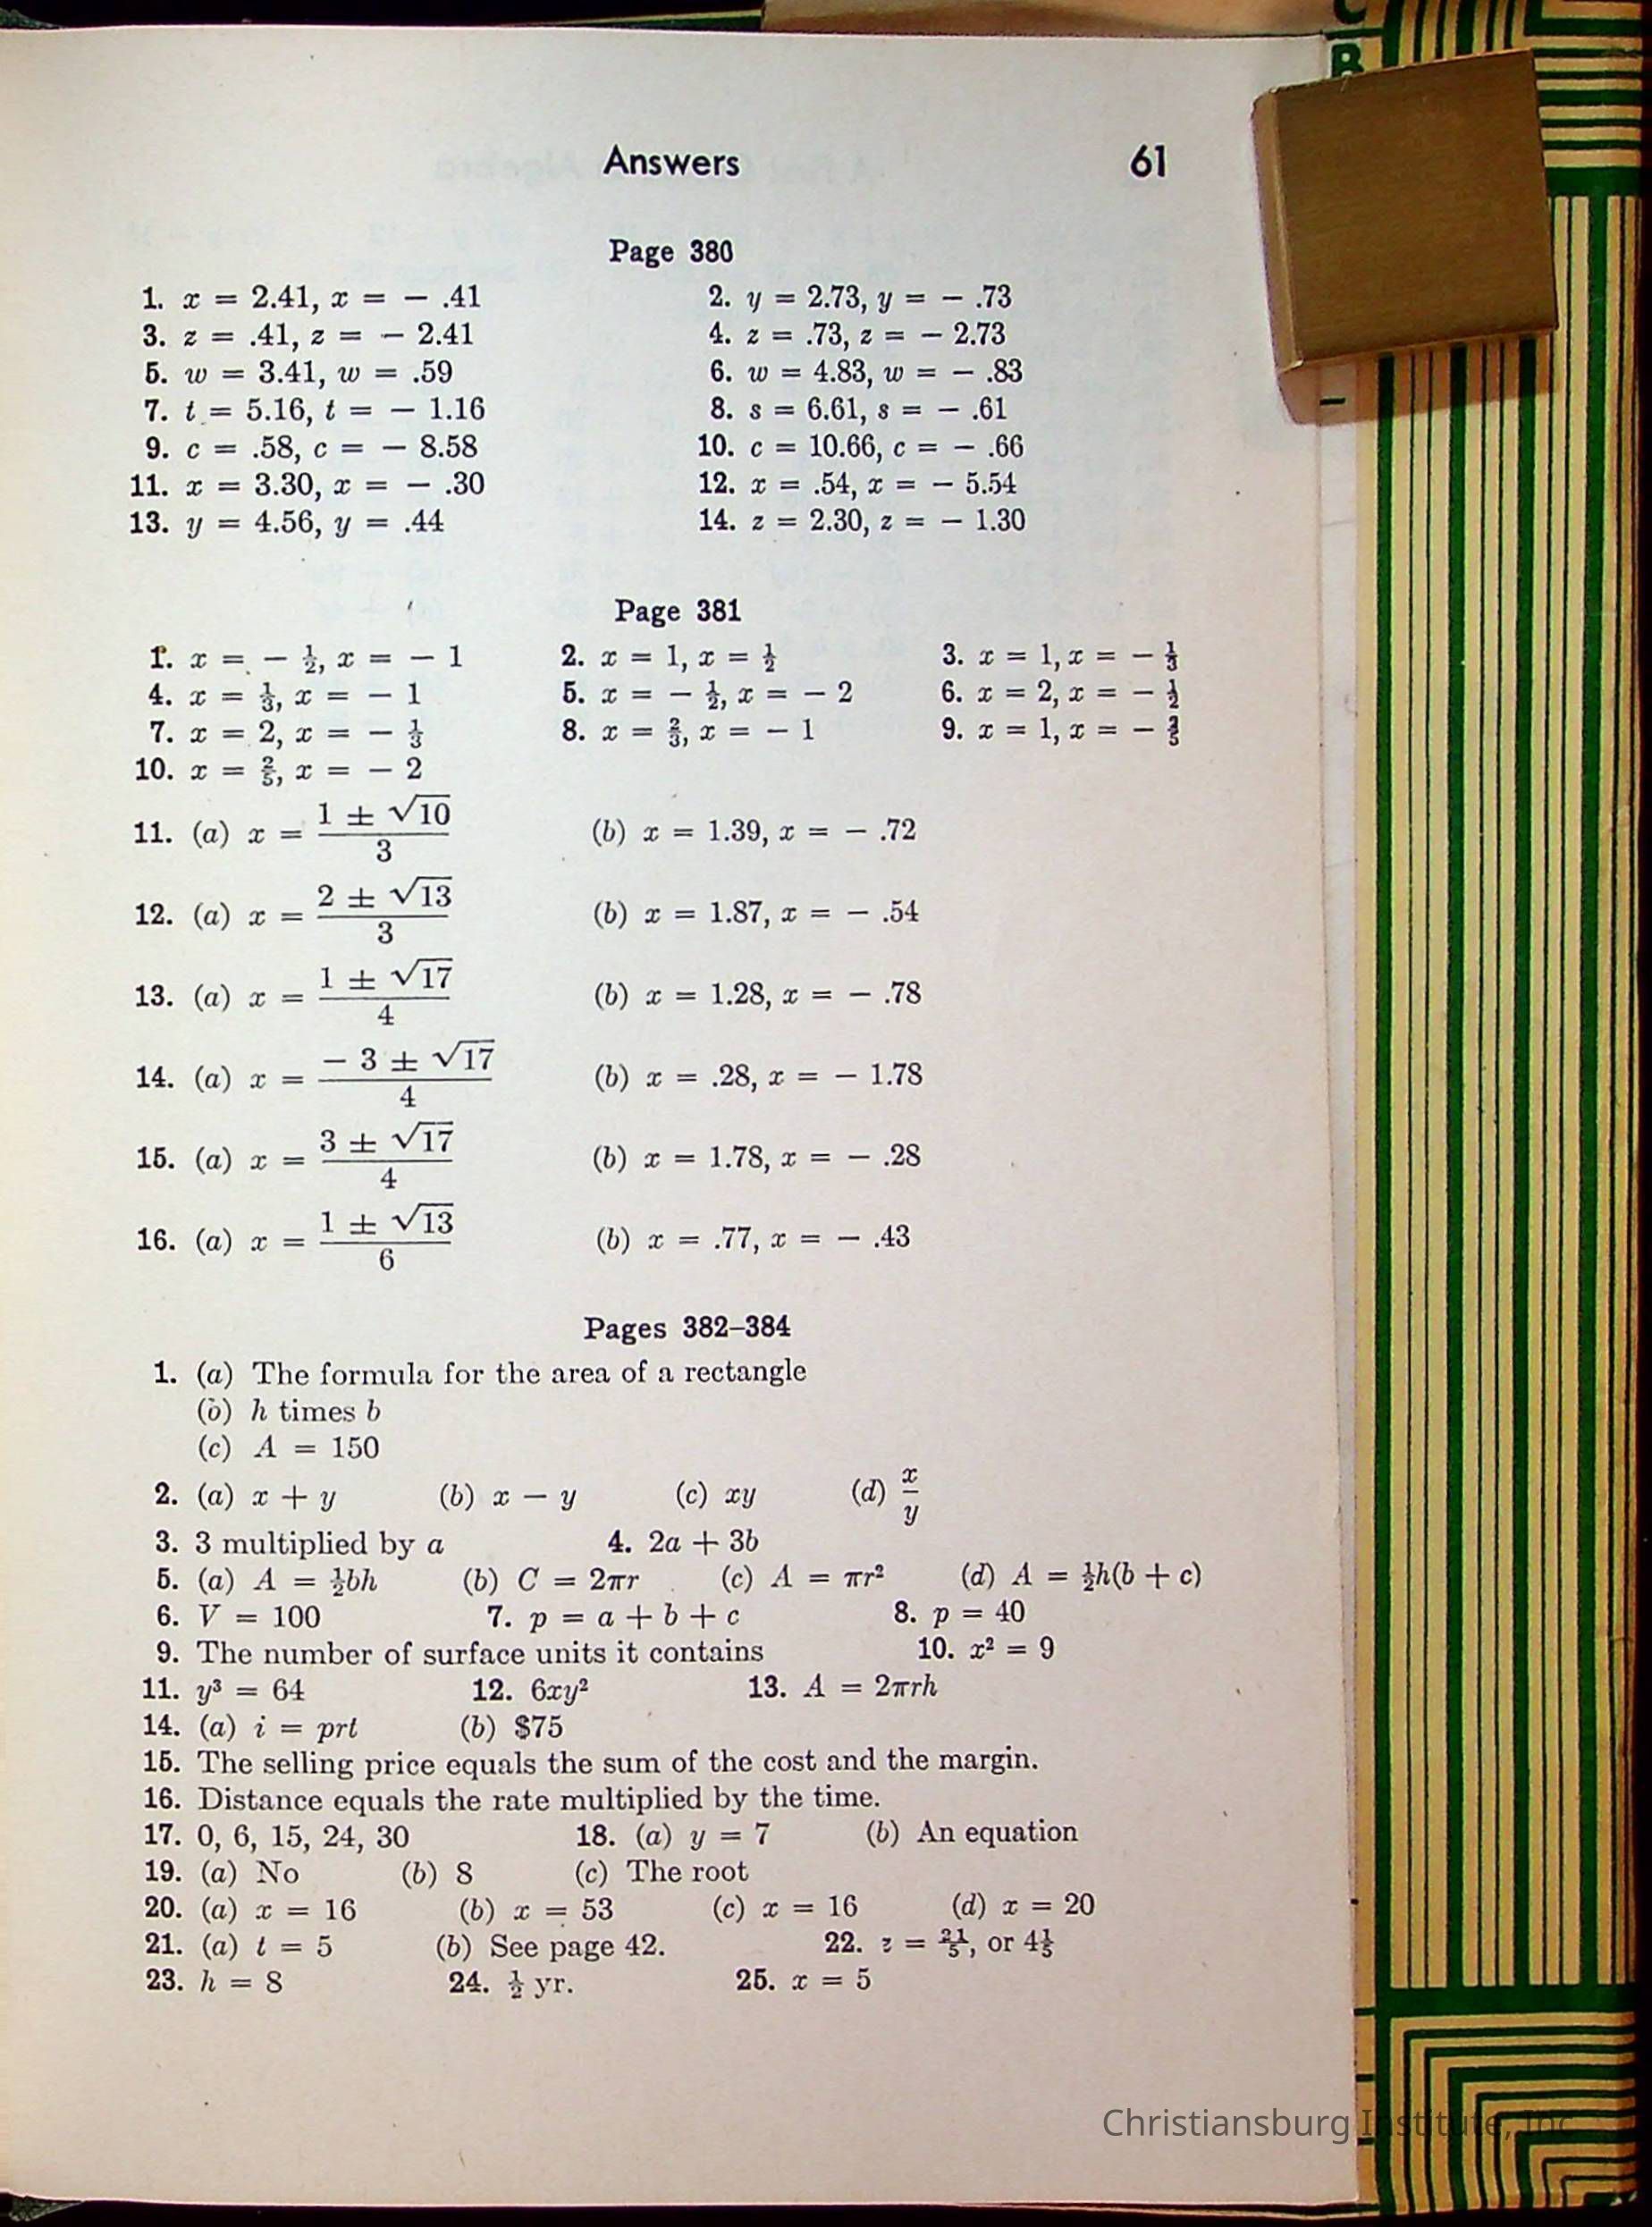 C
B
Answers 61
Page 380
1. x = 2.41, x = − .41 2. y = 2.73, y = − .73
3. z = .41, z = − 2.41 4. z = .73, z = − 2.73
5. w = 3.41, w = .59 6. w = 4.83, w = − .83
7. t = 5.16, t = − 1.16 8. s = 6.61, s = − .61
9. c = .58, c = − 8.58 10. c = 10.66, c = − .66
11. x = 3.30, x = − .30 12. x = .54, x = − 5.54
13. y = 4.56, y = .44 14. z = 2.30, z = − 1.30
Page 381
1. x = − ½, x = − 1 2. x = 1, x = ½ 3. x = 1, x = − ⅓
4. x = ⅓, x = − 1 5. x = − ½, x = − 2 6. x = 2, x = − ½
7. x = 2, x = − ⅓ 8. x = ⅔, x = − 1 9. x = 1, x = −
10. x = ⅖, x = − 2
11. (a) x = (1 ± √10)/3 (b) x = 1.39, x = − .72
12. (a) x = (2 ± √13)/3 (b) x = 1.87, x = − .54
13. (a) x = (1 ± √17)/4 (b) x = 1.28, x = − .78
14. (a) x = (− 3 ± √17)/4 (b) x = .28, x = − 1.78
15. (a) x = (3 ± √17)/4 (b) x = 1.78, x = − .28
16. (a) x = (1 ± √13)/6 (b) x = .77, x = − .43
Pages 382–384
1. (a) The formula for the area of a rectangle
(b) h times b
(c) A = 150
2. (a) x + y (b) x − y (c) xy (d) x/y
3. 3 multiplied by a 4. 2a + 3b
5. (a) A = ½bh (b) C = 2πr (c) A = πr² (d) A = ½h(b + c)
6. V = 100 7. p = a + b + c 8. p = 40
9. The number of surface units it contains 10. x² = 9
11. y³ = 64 12. 6xy² 13. A = 2πrh
14. (a) i = prt (b) $75
15. The selling price equals the sum of the cost and the margin.
16. Distance equals the rate multiplied by the time.
17. 0, 6, 15, 24, 30 18. (a) y = 7 (b) An equation
19. (a) No (b) 8 (c) The root
20. (a) x = 16 (b) x = 53 (c) x = 16 (d) x = 20
21. (a) t = 5 (b) See page 42. 22. z = 21/5, or 4⅕
23. h = 8 24. ½ yr. 25. x = 5
Christiansburg Institute, Inc